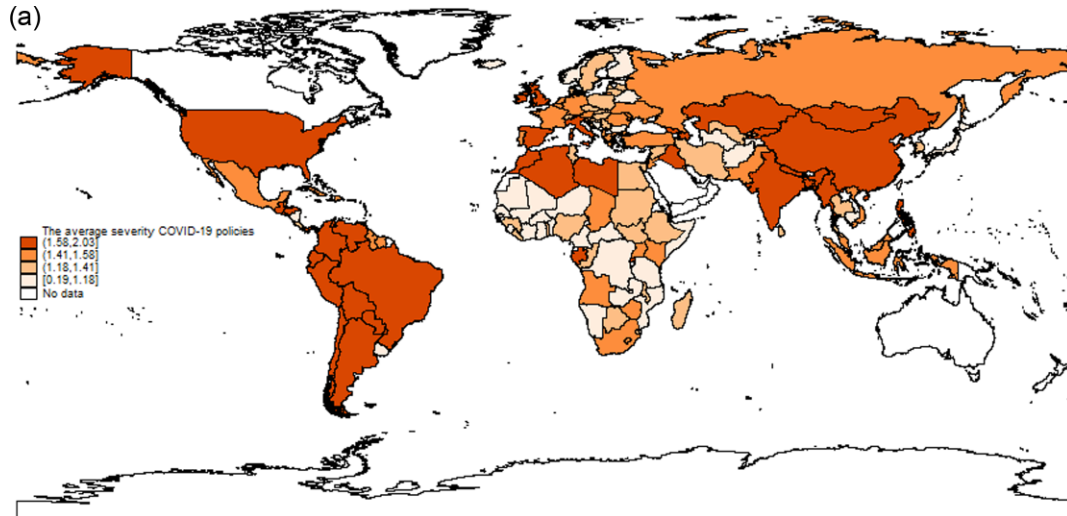 (a)
The average severity COVID-19 policies
(1.58,2.03]
(1.41,1.58]
(1.18,1.41]
[0.19,1.18]
No data